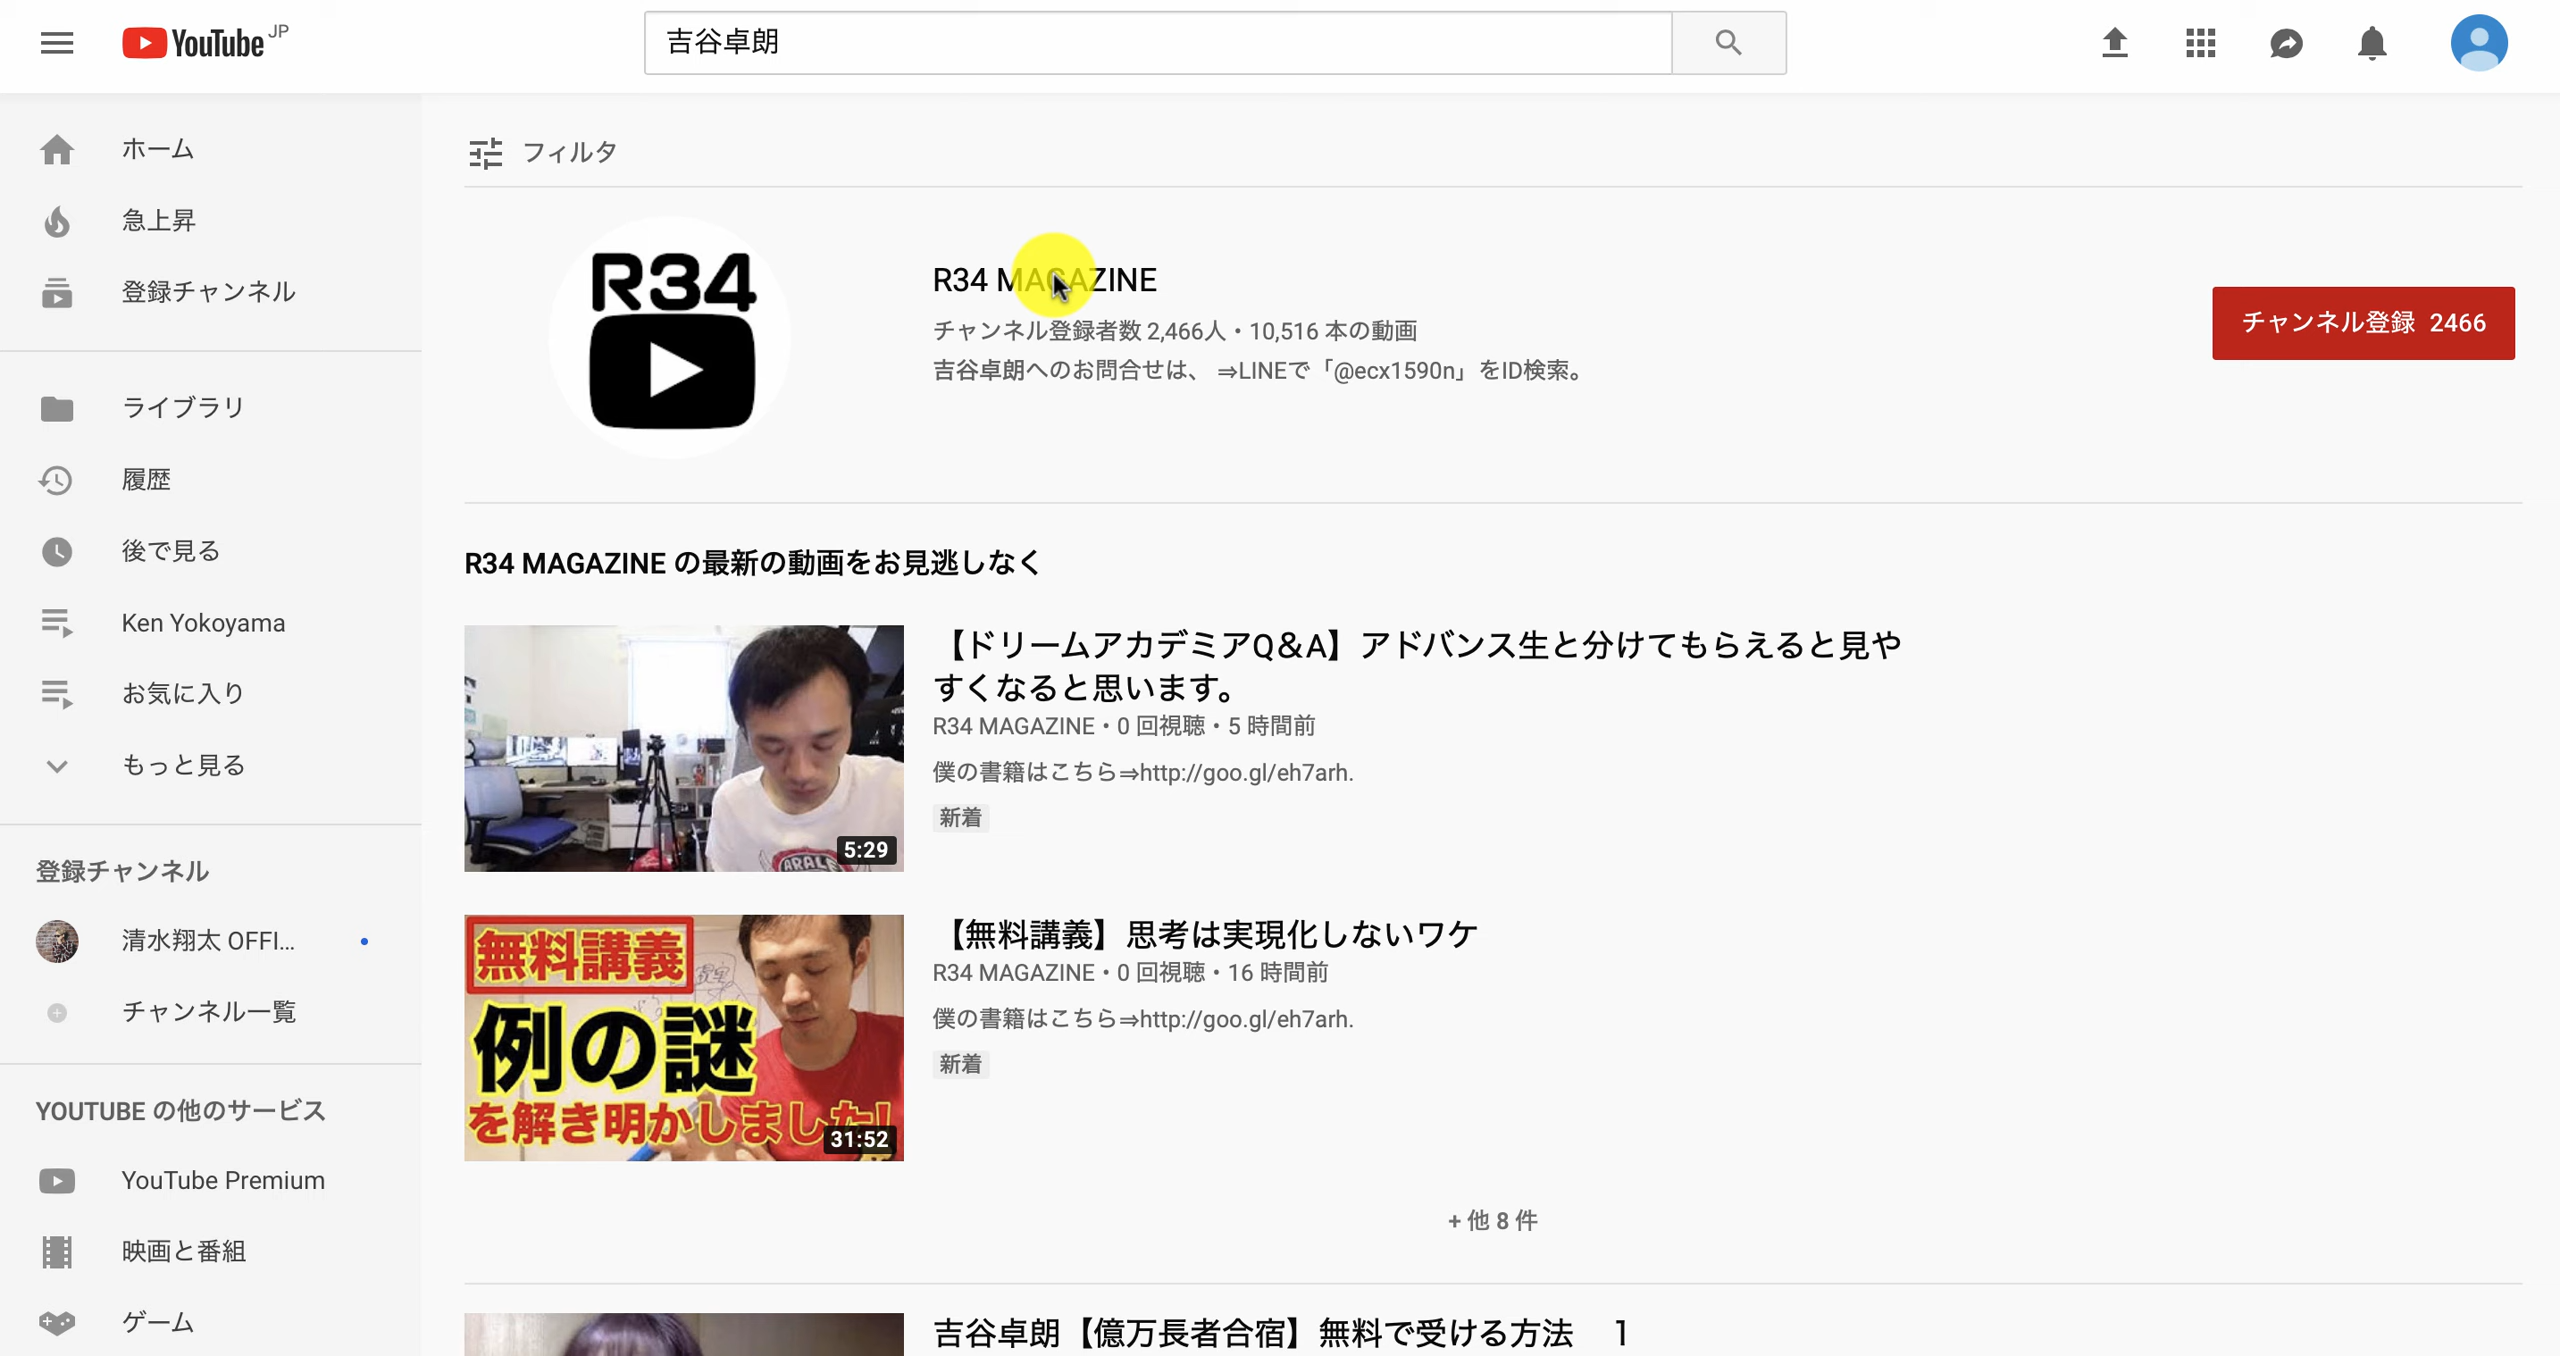 YouTube JP
吉谷卓朗
ホーム
急上昇
登録チャンネル
ライブラリ
履歴
後で見る
Ken Yokoyama
お気に入り
もっと見る
登録チャンネル
清水翔太 OFFI...
チャンネル一覧
YOUTUBE の他のサービス
YouTube Premium
映画と番組
ゲーム
フィルタ
R34
R34 MAGAZINE
チャンネル登録者数 2,466人・10,516 本の動画
吉谷卓朗へのお問合せは、 ⇒LINEで「@ecx1590n」をID検索。
チャンネル登録 2466
R34 MAGAZINE の最新の動画をお見逃しなく
ARALE
5:29
【ドリームアカデミアQ&A】アドバンス生と分けてもらえると見や
すくなると思います。
R34 MAGAZINE・0 回視聴・5 時間前
僕の書籍はこちら⇒http://goo.gl/eh7arh.
新着
無料講義
例の謎
を解き明かしました!
31:52
【無料講義】思考は実現化しないワケ
R34 MAGAZINE・0 回視聴・16 時間前
僕の書籍はこちら⇒http://goo.gl/eh7arh.
新着
+ 他 8 件
吉谷卓朗【億万長者合宿】無料で受ける方法　1